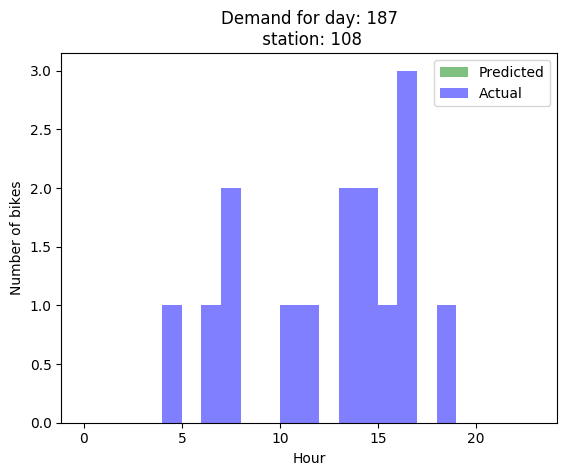 Demand for day: 187
station: 108
Predicted
Actual
Number of bikes
3.0
2.5
2.0
1.5
1.0
0.5
0.0
0 5 10 15 20
Hour